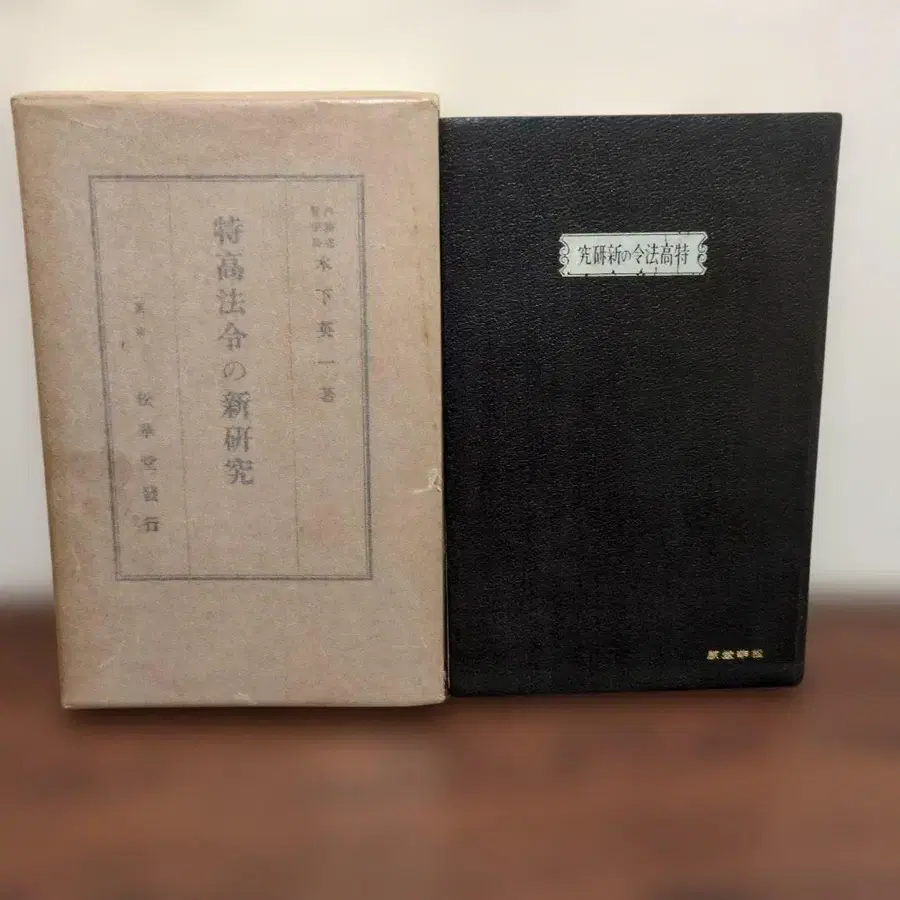 内務省
警保局
木下英一著
特高法令の新研究
東京
松華堂發行
究研新の令法高特
版堂華松